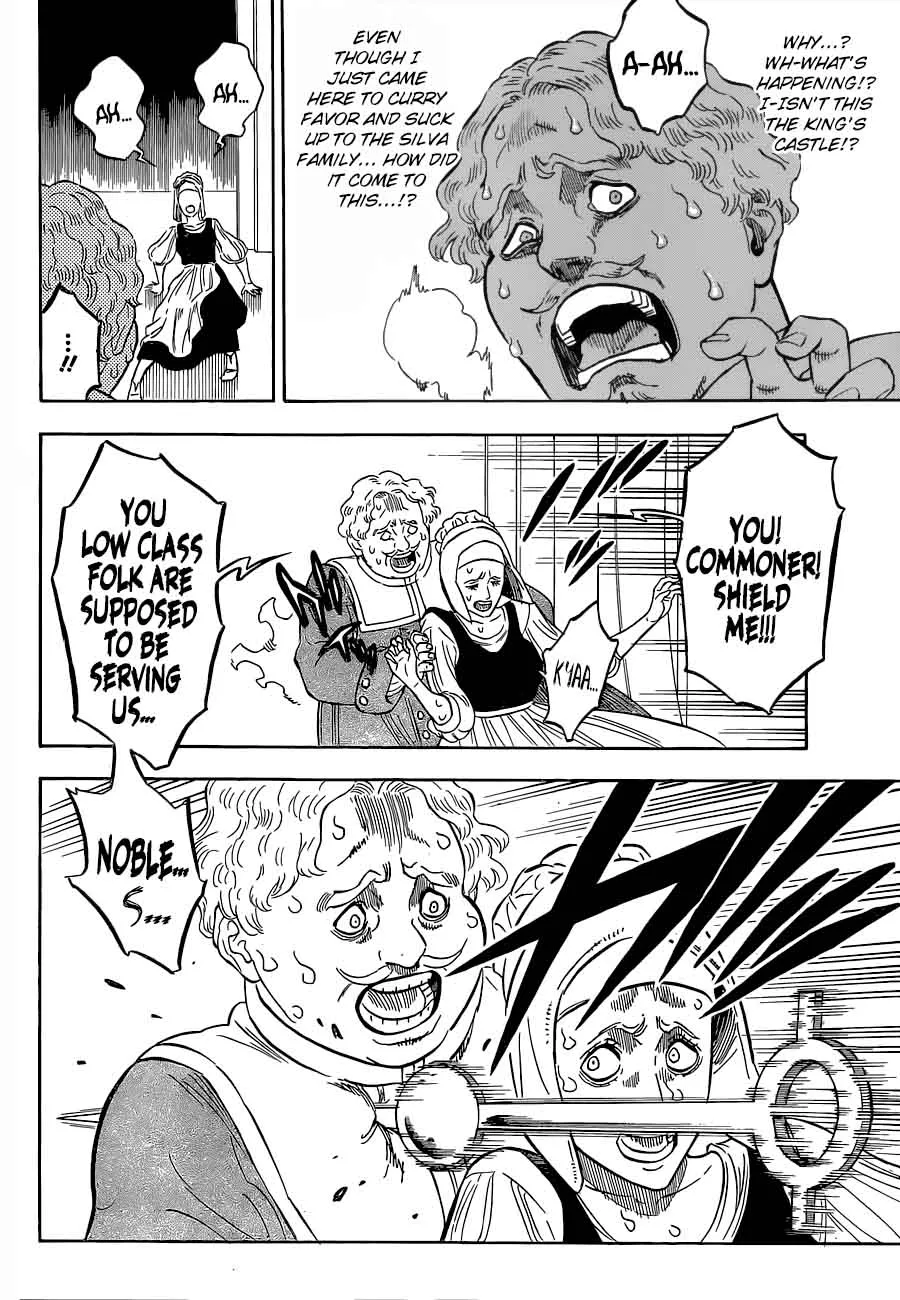 WHY...?
WH-WHAT'S
HAPPENING!?
I-ISN'T THIS
THE KING'S
CASTLE!?
A-AH...
EVEN
THOUGH I
JUST CAME
HERE TO CURRY
FAVOR AND SUCK
UP TO THE SILVA
FAMILY... HOW DID
IT COME TO
THIS...!?
AH...
AH...
...!!
YOU!
COMMONER!
SHIELD
ME!!!
KYAA...
YOU
LOW CLASS
FOLK ARE
SUPPOSED
TO BE
SERVING
US...
NOBLE...
S....